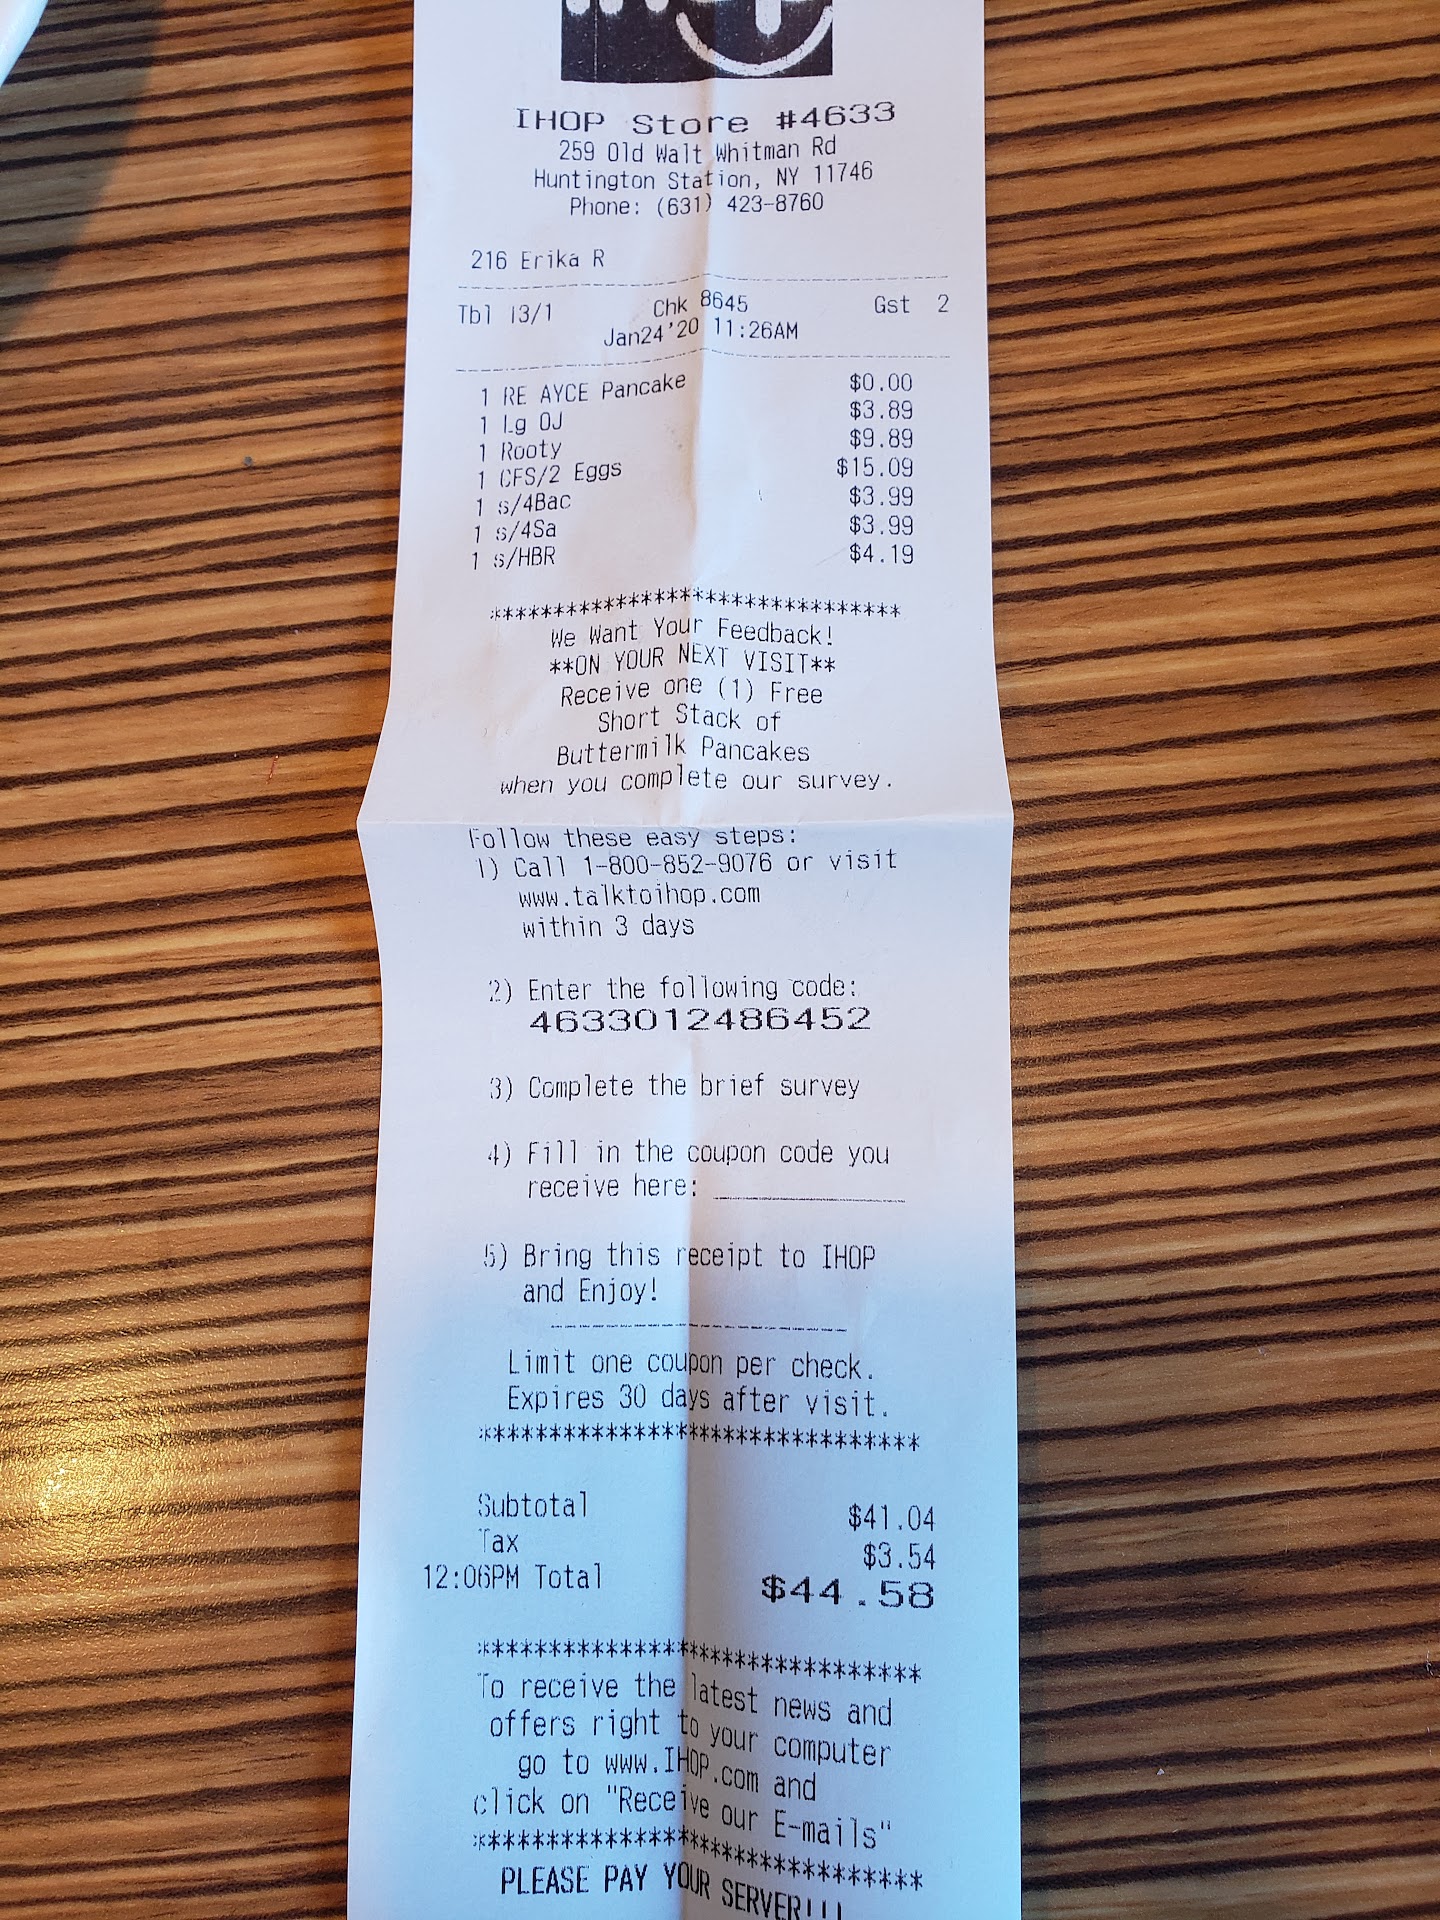 IHOP Store #4633
259 Old Walt Whitman Rd
Huntington Station, NY 11746
Phone: (631) 423-8760
216 Erika R
Tbl 13/1 Chk 8645 Gst 2
Jan24'20 11:26AM
1 RE AYCE Pancake $0.00
1 Lg OJ $3.89
1 Rooty $9.89
1 CFS/2 Eggs $15.09
1 s/4Bac $3.99
1 s/4Sa $3.99
1 s/HBR $4.19
*********************************
We Want Your Feedback!
**ON YOUR NEXT VISIT**
Receive one (1) Free
Short Stack of
Buttermilk Pancakes
when you complete our survey.
Follow these easy steps:
1) Call 1-800-852-9076 or visit
www.talktoihop.com
within 3 days
2) Enter the following code:
4633012486452
3) Complete the brief survey
4) Fill in the coupon code you
receive here: _______________
5) Bring this receipt to IHOP
and Enjoy!
Limit one coupon per check.
Expires 30 days after visit.
*********************************
Subtotal $41.04
Tax $3.54
12:06PM Total $44.58
*********************************
To receive the latest news and
offers right to your computer
go to www.IHOP.com and
click on "Receive our E-mails"
*********************************
PLEASE PAY YOUR SERVER!!!